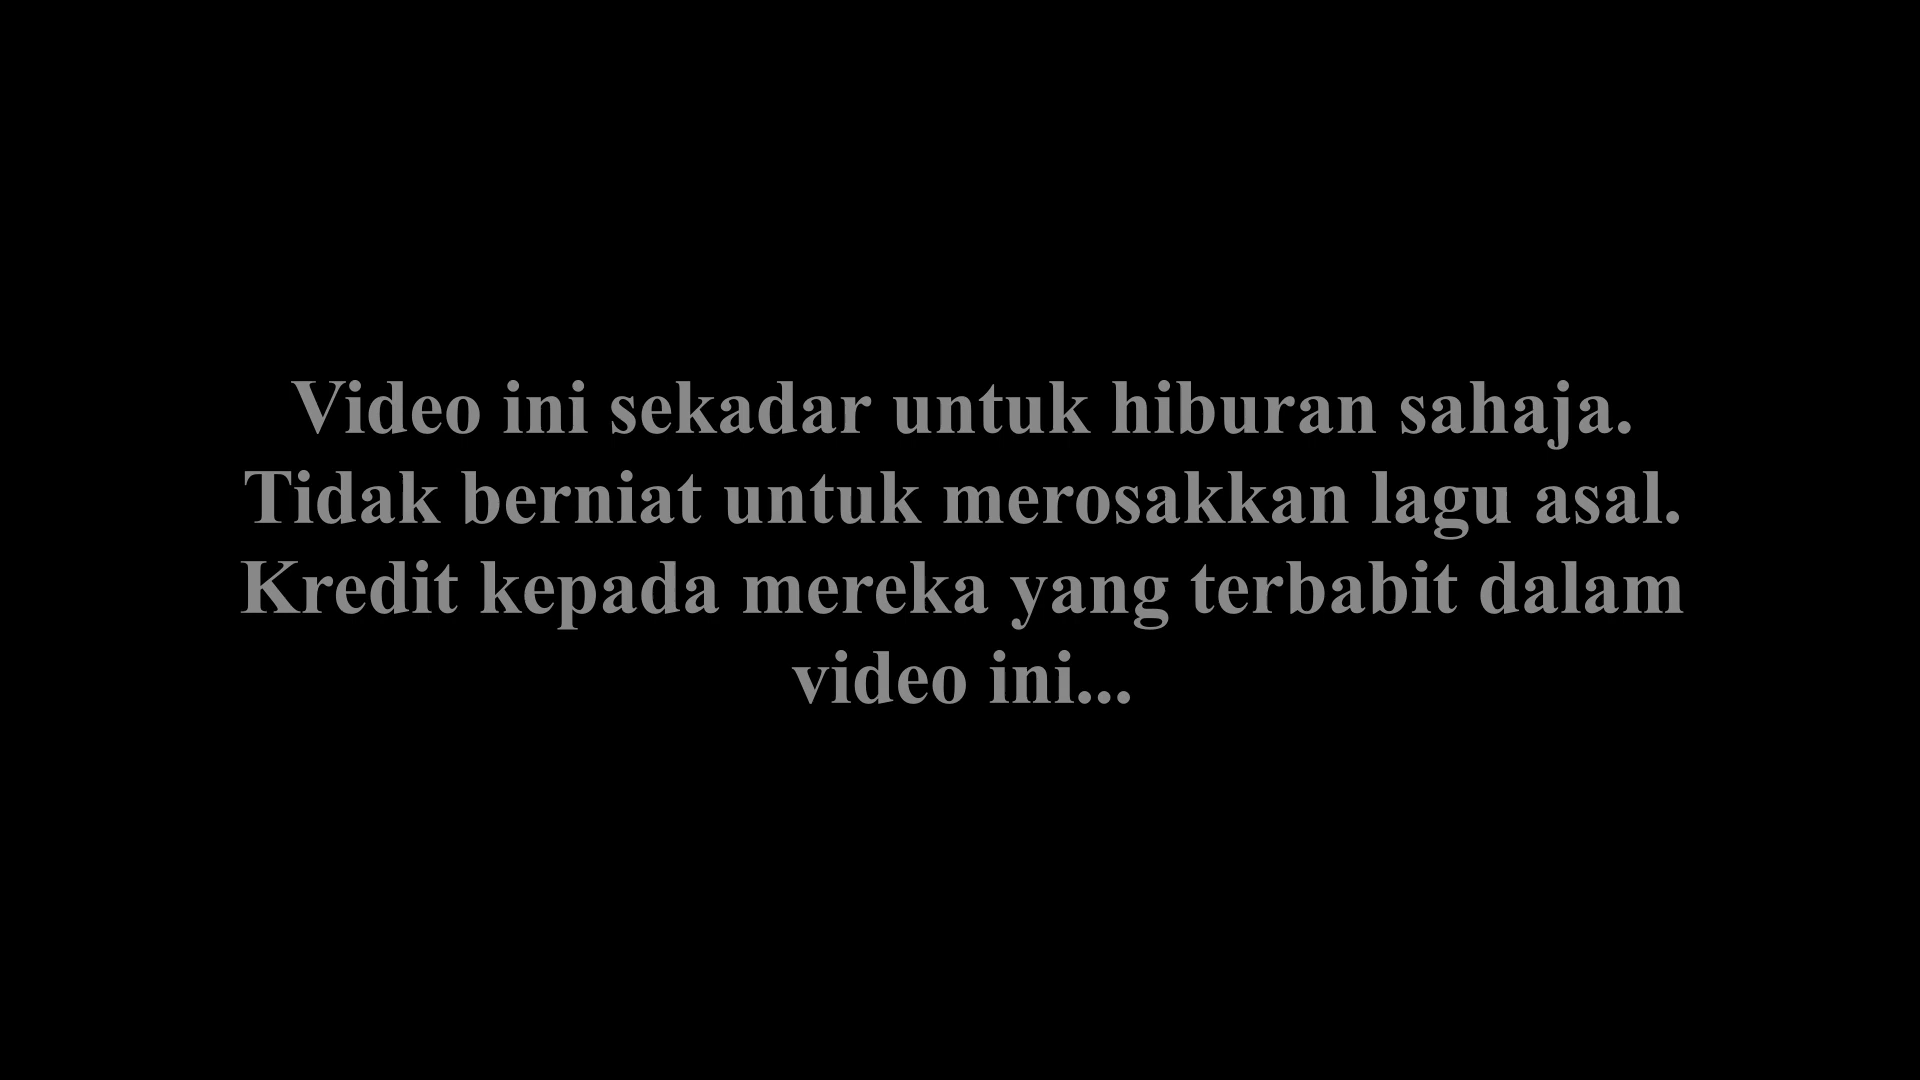 Video ini sekadar untuk hiburan sahaja.
Tidak berniat untuk merosakkan lagu asal.
Kredit kepada mereka yang terbabit dalam
video ini...